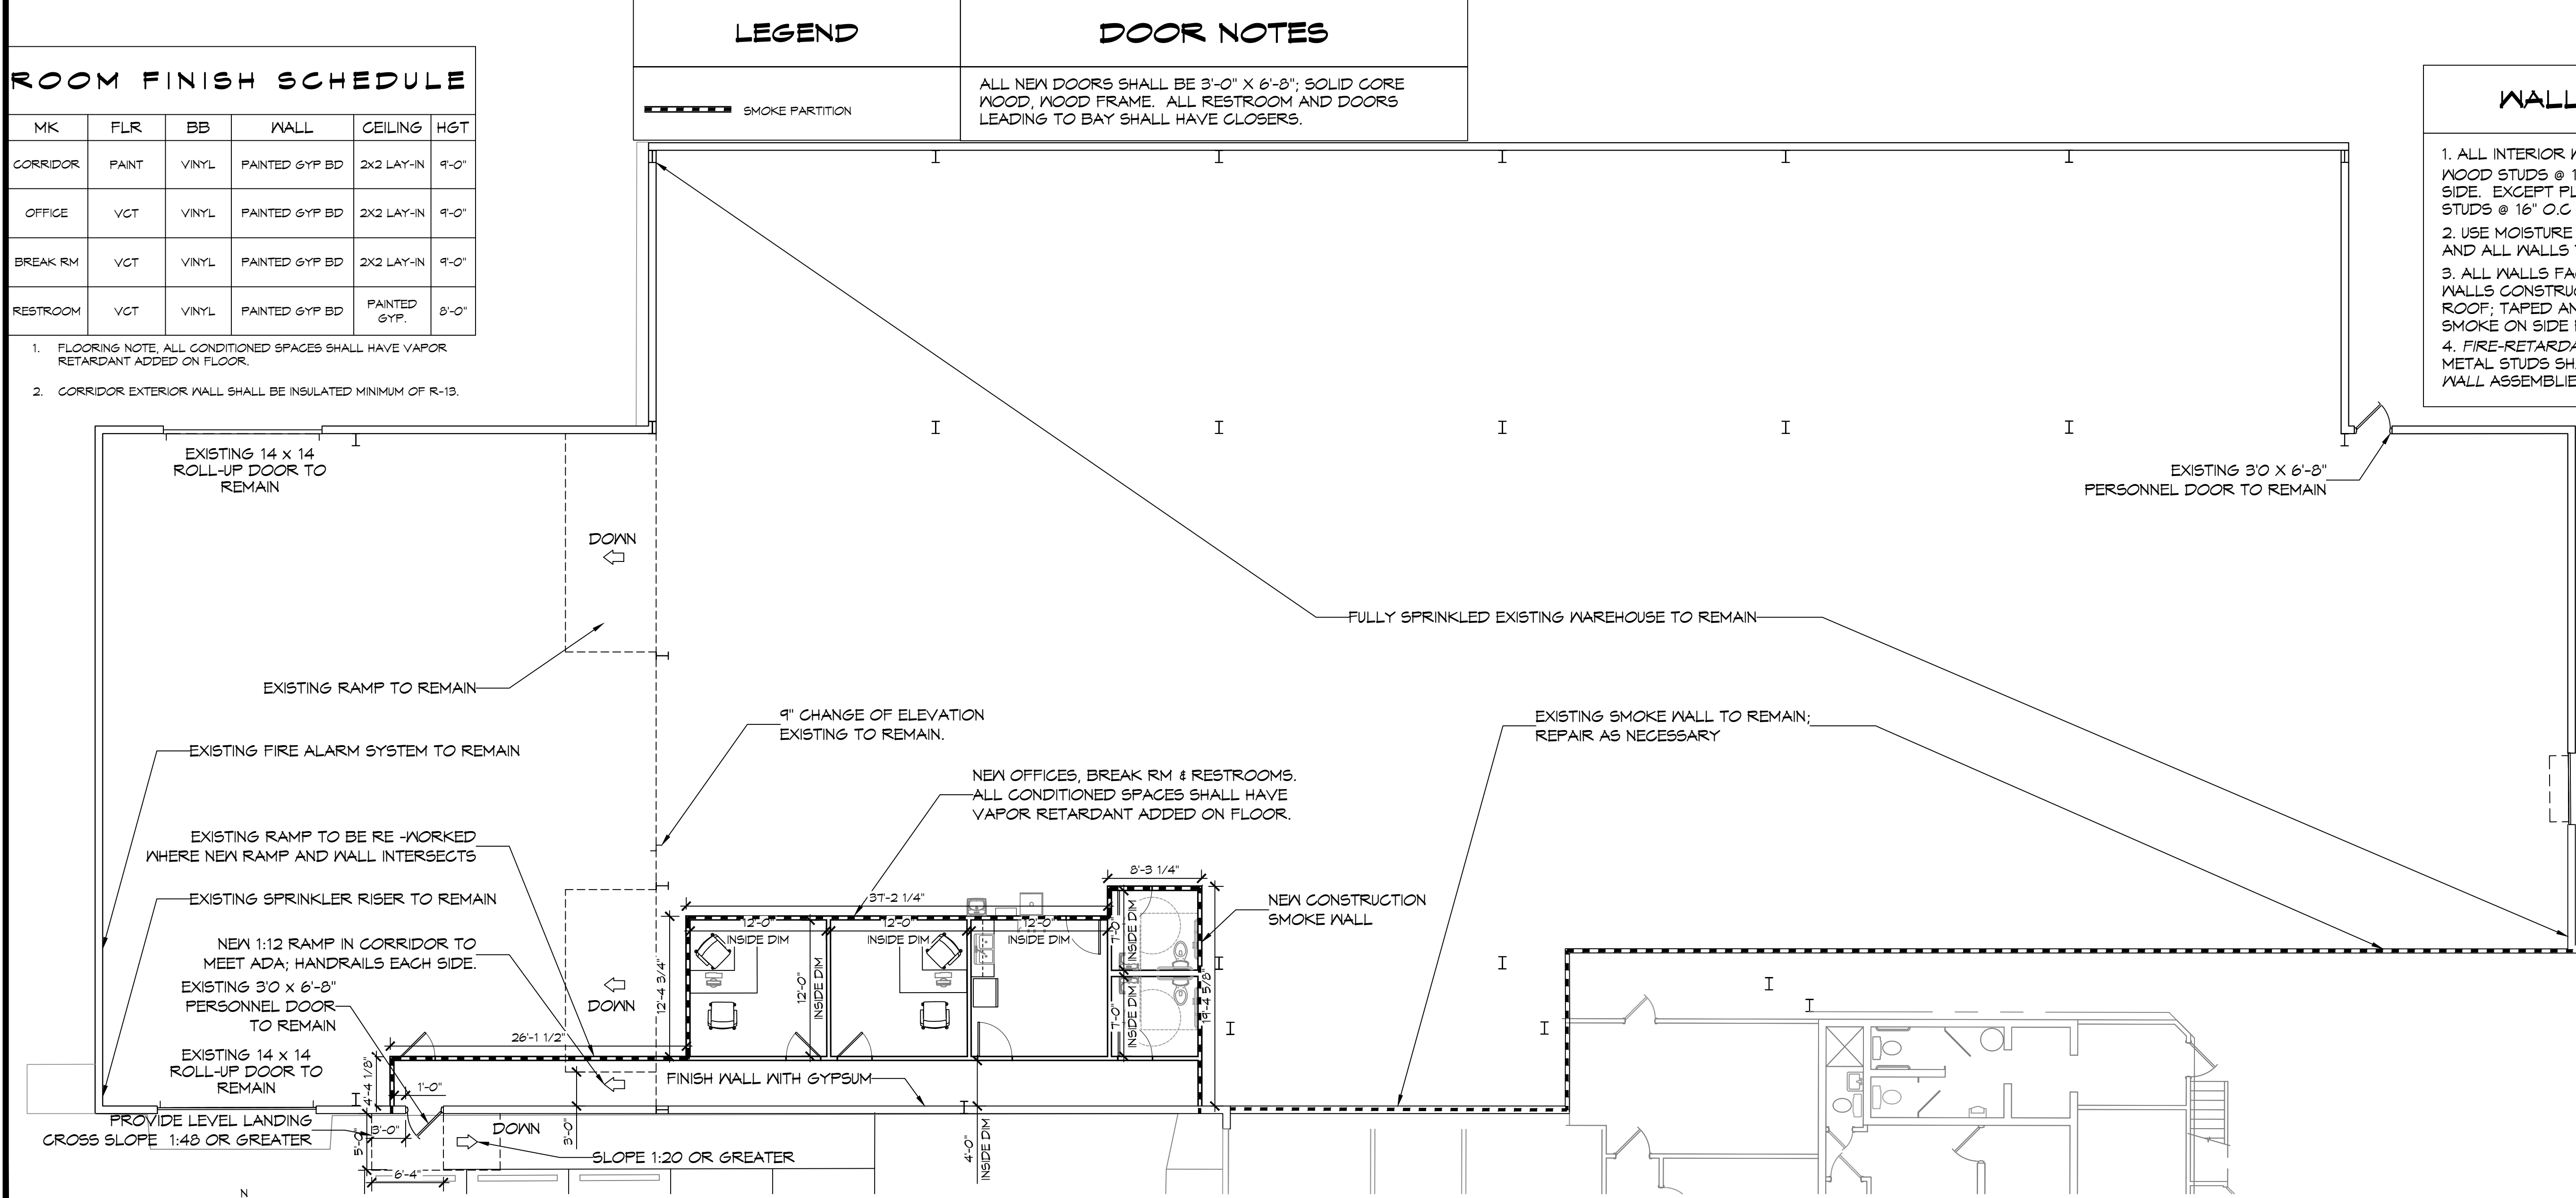 ROOM FINISH SCHEDULE
MK FLR BB WALL CEILING HGT
CORRIDOR PAINT VINYL PAINTED GYP BD 2X2 LAY-IN 9'-0"
OFFICE VCT VINYL PAINTED GYP BD 2X2 LAY-IN 9'-0"
BREAK RM VCT VINYL PAINTED GYP BD 2X2 LAY-IN 9'-0"
RESTROOM VCT VINYL PAINTED GYP BD PAINTED GYP. 8'-0"
1. FLOORING NOTE, ALL CONDITIONED SPACES SHALL HAVE VAPOR
RETARDANT ADDED ON FLOOR.
2. CORRIDOR EXTERIOR WALL SHALL BE INSULATED MINIMUM OF R-13.
LEGEND
SMOKE PARTITION
DOOR NOTES
ALL NEW DOORS SHALL BE 3'-0" X 6'-8"; SOLID CORE
WOOD, WOOD FRAME. ALL RESTROOM AND DOORS
LEADING TO BAY SHALL HAVE CLOSERS.
WALL
1. ALL INTERIOR
WOOD STUDS @
SIDE. EXCEPT
STUDS @ 16" O.C
2. USE MOISTURE
AND ALL WALLS
3. ALL WALLS
WALLS
ROOF; TAPED
SMOKE ON SIDE
4. FIRE-RETARDA
METAL STUDS
WALL
EXISTING 14 x 14
ROLL-UP DOOR TO
REMAIN
DOWN
EXISTING 3'0 X 6'-8"
PERSONNEL DOOR TO REMAIN
FULLY SPRINKLED EXISTING WAREHOUSE TO REMAIN
EXISTING RAMP TO REMAIN
9" CHANGE OF ELEVATION
EXISTING TO REMAIN.
EXISTING SMOKE WALL TO REMAIN;
REPAIR AS NECESSARY
EXISTING FIRE ALARM SYSTEM TO REMAIN
NEW OFFICES, BREAK RM & RESTROOMS.
ALL CONDITIONED SPACES SHALL HAVE
VAPOR RETARDANT ADDED ON FLOOR.
EXISTING RAMP TO BE RE -WORKED
WHERE NEW RAMP AND WALL INTERSECTS
EXISTING SPRINKLER RISER TO REMAIN
NEW CONSTRUCTION
SMOKE WALL
NEW 1:12 RAMP IN CORRIDOR TO
MEET ADA; HANDRAILS EACH SIDE.
EXISTING 3'0 x 6'-8"
PERSONNEL DOOR
TO REMAIN
DOWN
EXISTING 14 x 14
ROLL-UP DOOR TO
REMAIN
8'-3 1/4"
37'-2 1/4"
12'-0"
INSIDE DIM
12'-0"
INSIDE DIM
12'-0"
INSIDE DIM
12'-4 3/4"
12'-0"
INSIDE DIM
7'-0"
INSIDE DIM
7'-0"
INSIDE DIM
19'-4 5/8"
26'-1 1/2"
4'-4 1/8"
1'-0"
FINISH WALL WITH GYPSUM
PROVIDE LEVEL LANDING
CROSS SLOPE 1:48 OR GREATER
3'-0"
5'-0"
6'-4"
DOWN
SLOPE 1:20 OR GREATER
3'-0"
4'-0"
INSIDE DIM
N